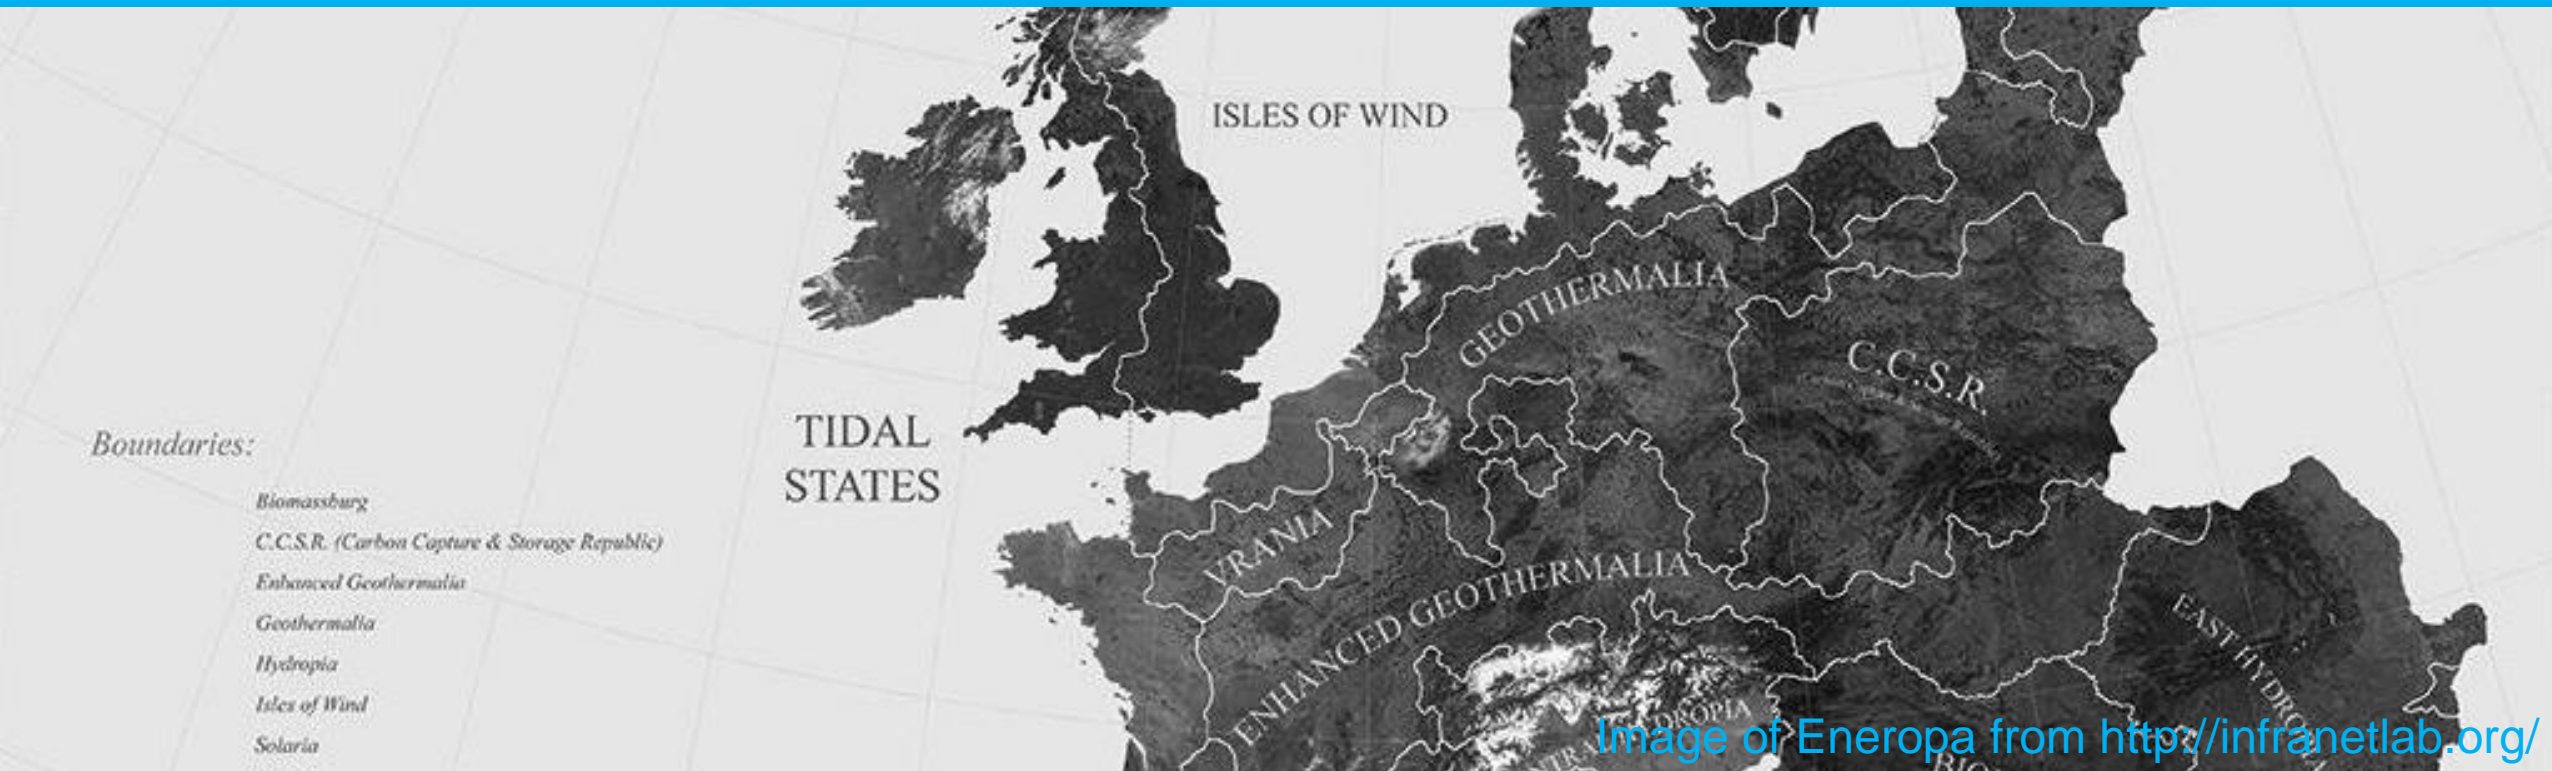 ISLES OF WIND
GEOTHERMALIA
C.C.S.R.
TIDAL
STATES
Boundaries:
Biomassburg
C.C.S.R. (Carbon Capture & Storage Republic)
Enhanced Geothermalia
Geothermalia
Hydropia
Isles of Wind
Solaria
VRANIA
ENHANCED GEOTHERMALIA
EAST HYDROPIA
Image of Eneropa from http://infranetlab.org/